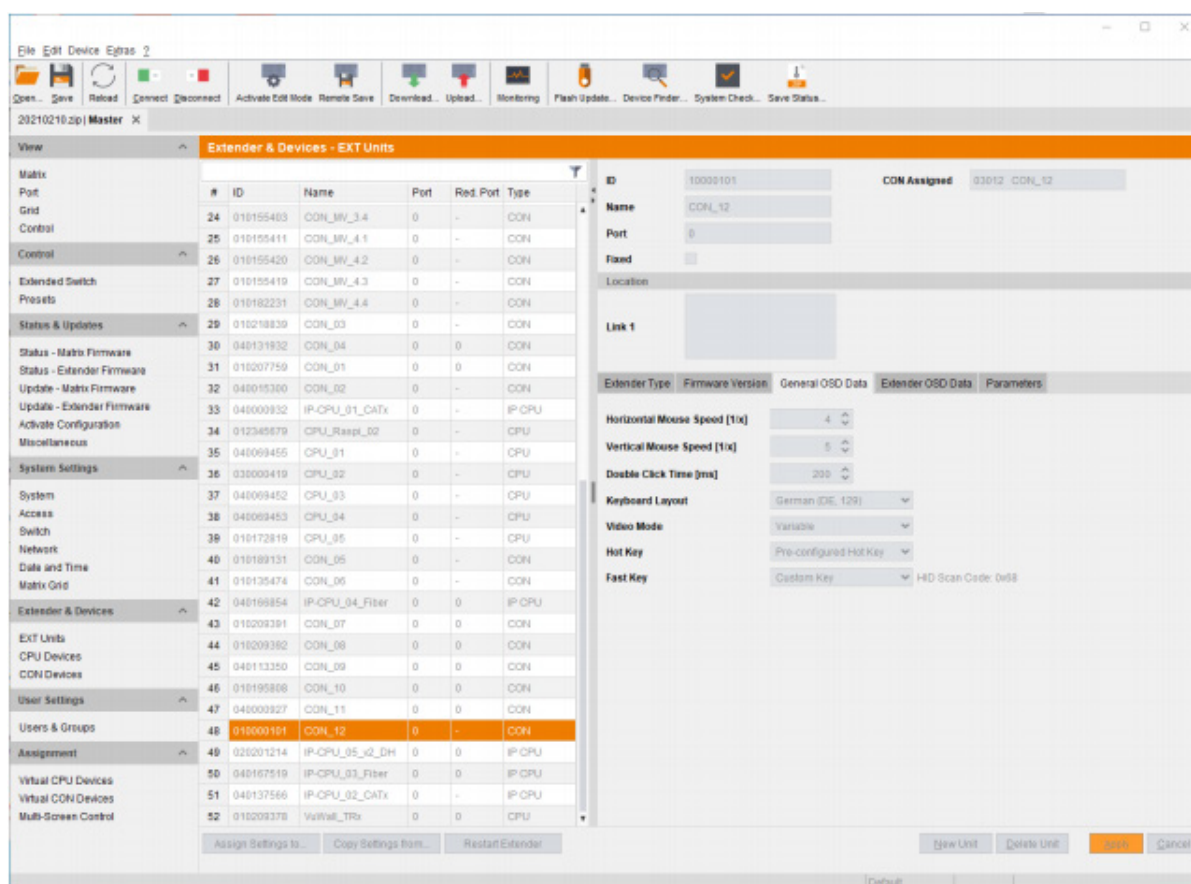 File Edit Device Extras ?
Open... Save Reload Connect Disconnect Activate Edit Mode Remote Save Download... Upload... Monitoring Flash Update... Device Finder... System Check... Save Status...
20210210.zip | Master ×
View
Matrix
Port
Grid
Control
Control
Extended Switch
Presets
Status & Updates
Status - Matrix Firmware
Status - Extender Firmware
Update - Matrix Firmware
Update - Extender Firmware
Activate Configuration
Miscellaneous
System Settings
System
Access
Switch
Network
Date and Time
Matrix Grid
Extender & Devices
EXT Units
CPU Devices
CON Devices
User Settings
Users & Groups
Assignment
Virtual CPU Devices
Virtual CON Devices
Multi-Screen Control
Extender & Devices - EXT Units
# ID Name Port Red. Port Type
24 010155403 CON_MV_3.4 0 - CON
25 010155411 CON_MV_4.1 0 - CON
26 010155420 CON_MV_4.2 0 - CON
27 010155419 CON_MV_4.3 0 - CON
28 010182231 CON_MV_4.4 0 - CON
29 010218839 CON_03 0 - CON
30 040131932 CON_04 0 0 CON
31 010207759 CON_01 0 0 CON
32 040015300 CON_02 0 - CON
33 040000932 IP-CPU_01_CATx 0 - IP CPU
34 012345679 CPU_Raspi_02 0 - CPU
35 040069455 CPU_01 0 - CPU
36 030000419 CPU_02 0 - CPU
37 040069452 CPU_03 0 - CPU
38 040069453 CPU_04 0 - CPU
39 010172819 CPU_05 0 - CPU
40 010189131 CON_05 0 - CON
41 010135474 CON_06 0 - CON
42 040166854 IP-CPU_04_Fiber 0 0 IP CPU
43 010209391 CON_07 0 0 CON
44 010209392 CON_08 0 0 CON
45 040113350 CON_09 0 0 CON
46 010195808 CON_10 0 0 CON
47 040000927 CON_11 0 0 CON
48 010000101 CON_12 0 - CON
49 020201214 IP-CPU_05_v2_DH 0 0 IP CPU
50 040167519 IP-CPU_03_Fiber 0 0 IP CPU
51 040137566 IP-CPU_02_CATx 0 - IP CPU
52 010209378 VuWall_TRx 0 0 CPU
Assign Settings to... Copy Settings from... Restart Extender
ID 10000101 CON Assigned 03012 CON_12
Name CON_12
Port 0
Fixed
Location
Link 1
Extender Type Firmware Version General OSD Data Extender OSD Data Parameters
Horizontal Mouse Speed [1/x] 4
Vertical Mouse Speed [1/x] 5
Double Click Time [ms] 200
Keyboard Layout German (DE, 129)
Video Mode Variable
Hot Key Pre-configured Hot Key
Fast Key Custom Key HID Scan Code: 0x68
New Unit Delete Unit Apply Cancel
Default